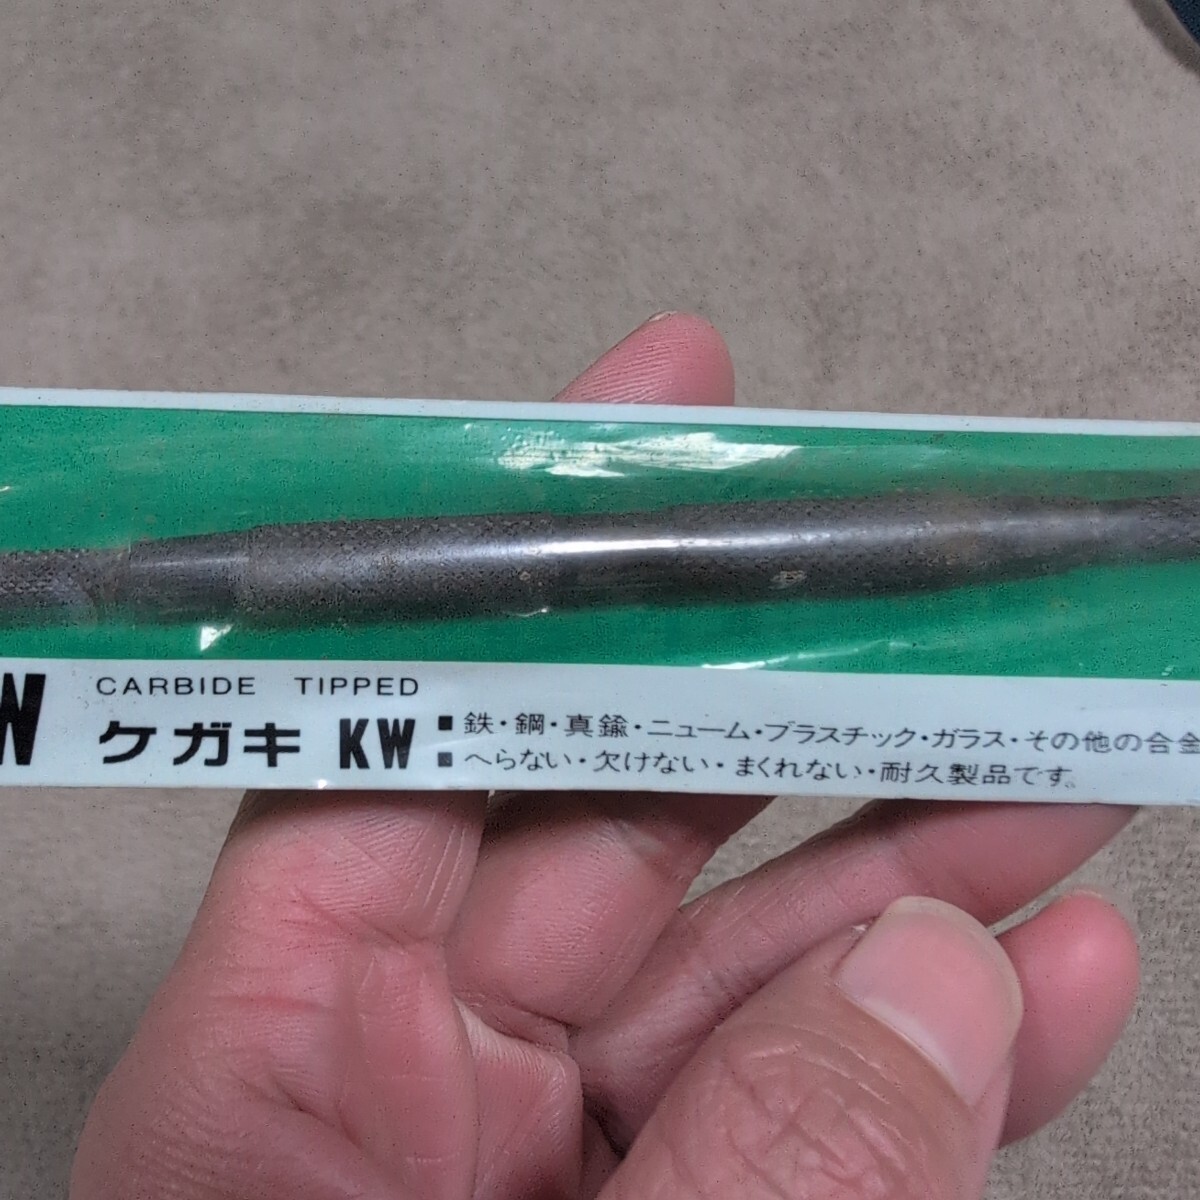 W CARBIDE TIPPED
ケガキ KW
■鉄・鋼・真鍮・ニューム・プラスチック・ガラス・その他の合金
■へらない・欠けない・まくれない・耐久製品です。